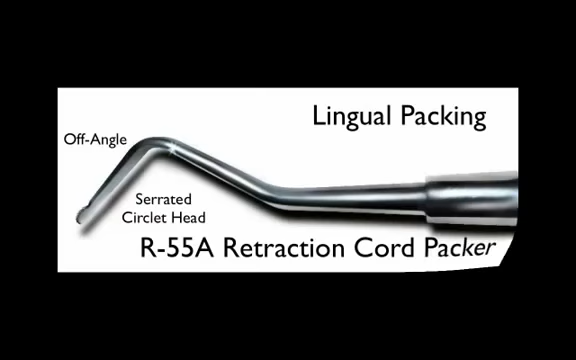 Lingual Packing
Off-Angle
Serrated
Circlet Head
R-55A Retraction Cord Packer